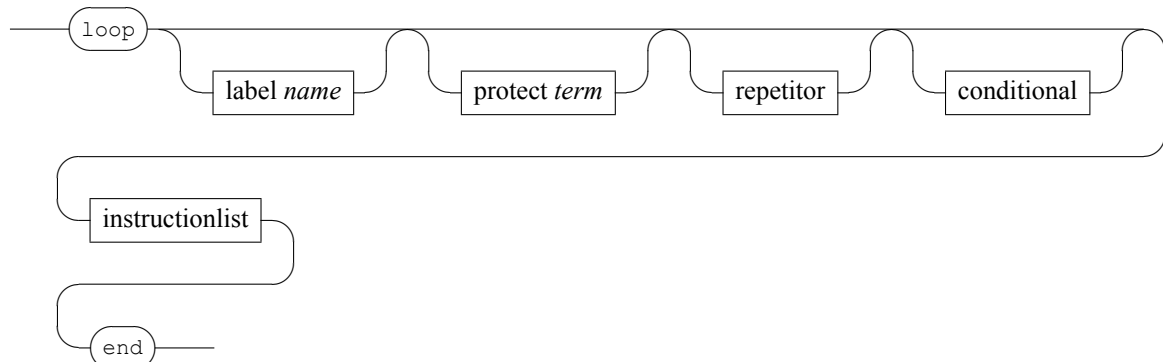 loop
label name protect term repetitor conditional
instructionlist
end